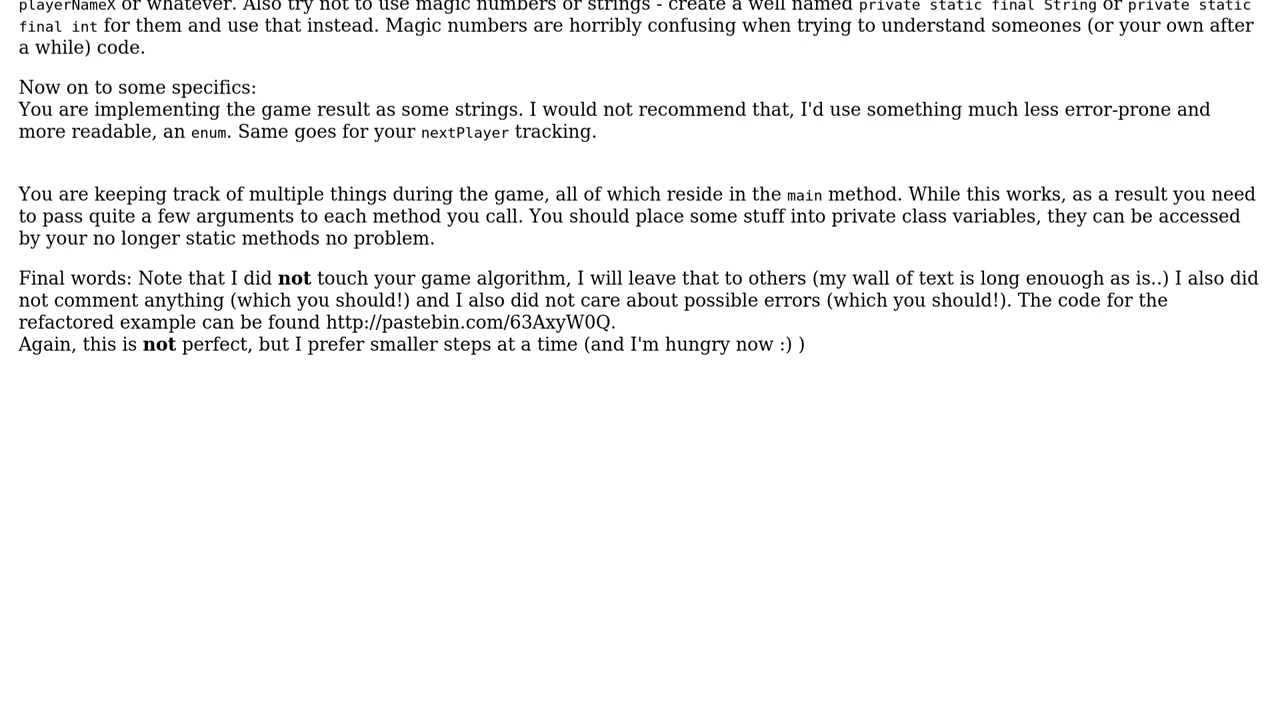 playerNameX or whatever. Also try not to use magic numbers or strings - create a well named private static final String or private static
final int for them and use that instead. Magic numbers are horribly confusing when trying to understand someones (or your own after
a while) code.
Now on to some specifics:
You are implementing the game result as some strings. I would not recommend that, I'd use something much less error-prone and
more readable, an enum. Same goes for your nextPlayer tracking.
You are keeping track of multiple things during the game, all of which reside in the main method. While this works, as a result you need
to pass quite a few arguments to each method you call. You should place some stuff into private class variables, they can be accessed
by your no longer static methods no problem.
Final words: Note that I did not touch your game algorithm, I will leave that to others (my wall of text is long enouogh as is..) I also did
not comment anything (which you should!) and I also did not care about possible errors (which you should!). The code for the
refactored example can be found http://pastebin.com/63AxyW0Q.
Again, this is not perfect, but I prefer smaller steps at a time (and I'm hungry now :) )